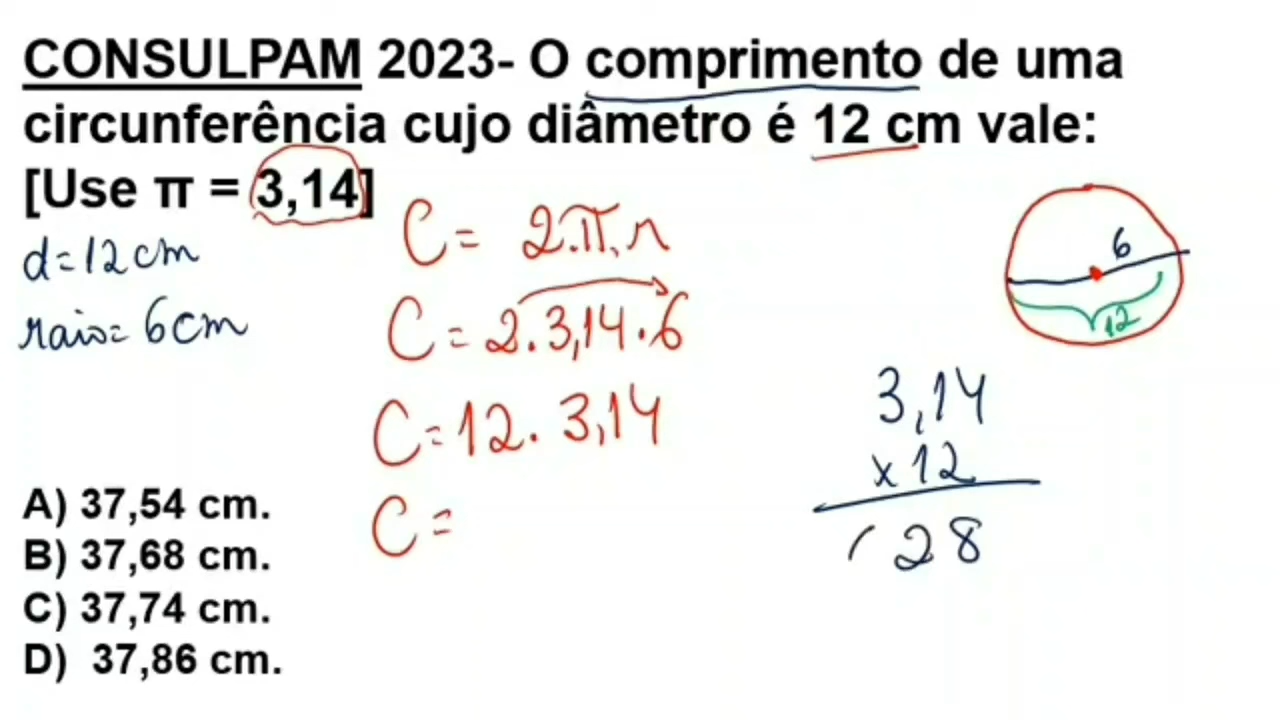 CONSULPAM 2023- O comprimento de uma
circunferência cujo diâmetro é 12 cm vale:
[Use π = 3,14]
d=12cm
raio= 6cm
C= 2.π.r
C= 2.3,14.6
C=12. 3,14
C=
6
12
3,14
x12
28
A) 37,54 cm.
B) 37,68 cm.
C) 37,74 cm.
D) 37,86 cm.